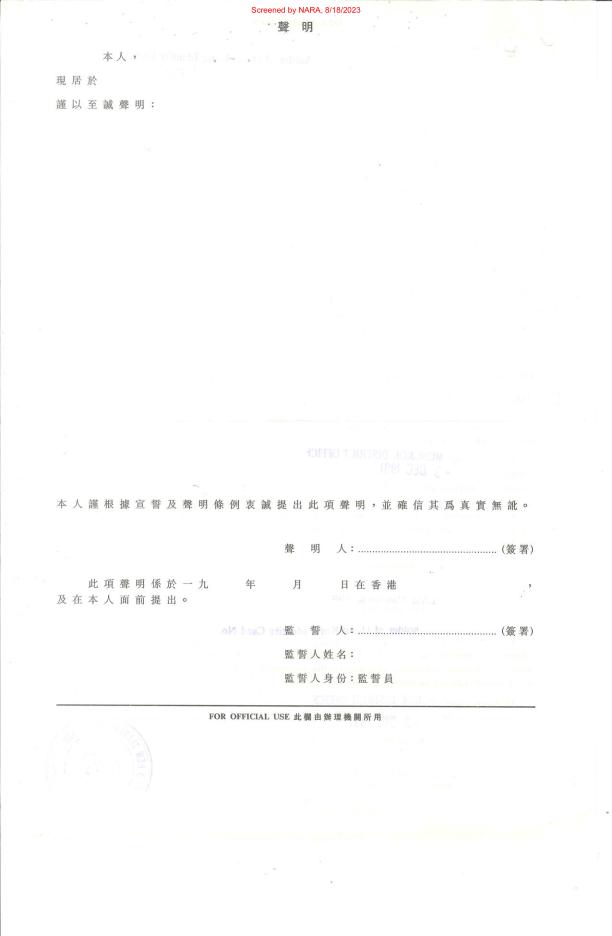 Screened by NARA, 8/18/2023
聲明
本人，
現居於
謹以至誠聲明：
MONGKOK DISTRICT OFFICE
DEC 1991
本人謹根據宣誓及聲明條例衷誠提出此項聲明，並確信其爲真實無訛。
聲明人：................................................ (簽署)
此項聲明係於一九 年 月 日在香港 ，
及在本人面前提出。
監誓人：................................................ (簽署)
監誓人姓名：
監誓人身份：監誓員
FOR OFFICIAL USE 此欄由辦理機關所用